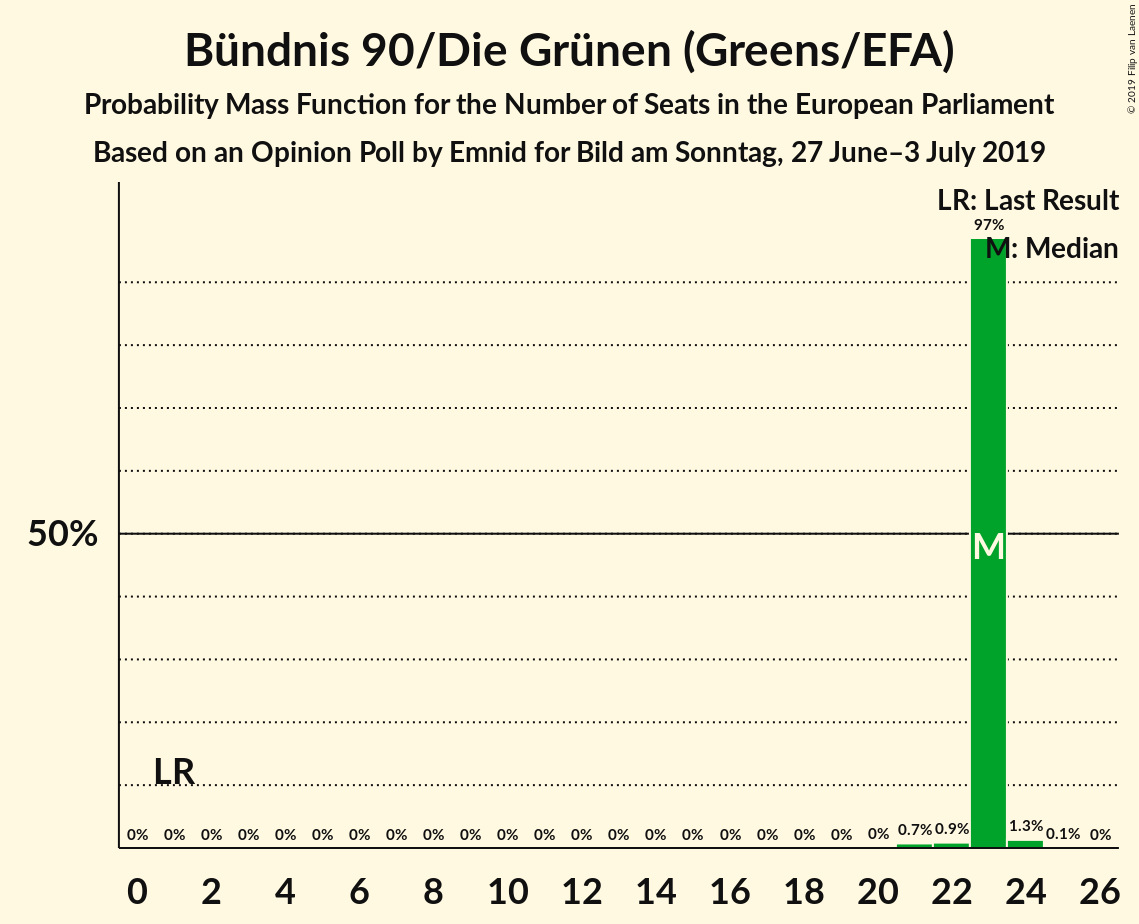 Bündnis 90/Die Grünen (Greens/EFA)
Probability Mass Function for the Number of Seats in the European Parliament
Based on an Opinion Poll by Emnid for Bild am Sonntag, 27 June–3 July 2019
© 2019 Filip van Laenen
LR: Last Result
97%
M: Median
50%
M
LR
0% 0% 0% 0% 0% 0% 0% 0% 0% 0% 0% 0% 0% 0% 0% 0% 0% 0% 0% 0% 0% 0.7% 0.9% 1.3% 0.1% 0%
0 2 4 6 8 10 12 14 16 18 20 22 24 26